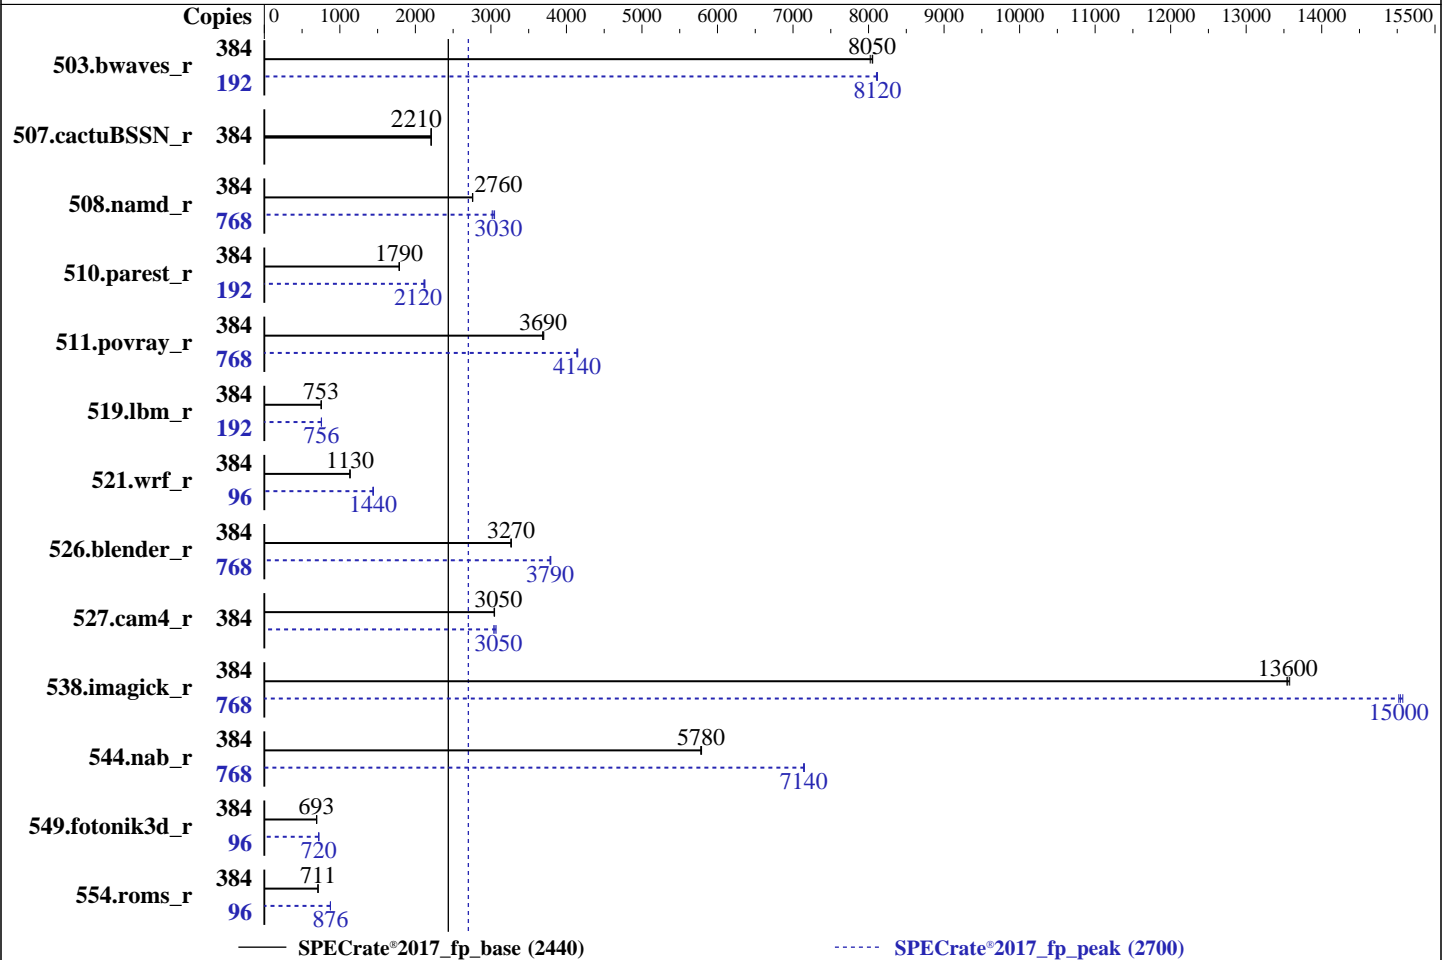 Copies 0 1000 2000 3000 4000 5000 6000 7000 8000 9000 10000 11000 12000 13000 14000 15500
503.bwaves_r 384 8050
192 8120
507.cactuBSSN_r 384 2210
508.namd_r 384 2760
768 3030
510.parest_r 384 1790
192 2120
511.povray_r 384 3690
768 4140
519.lbm_r 384 753
192 756
521.wrf_r 384 1130
96 1440
526.blender_r 384 3270
768 3790
527.cam4_r 384 3050
3050
538.imagick_r 384 13600
768 15000
544.nab_r 384 5780
768 7140
549.fotonik3d_r 384 693
96 720
554.roms_r 384 711
96 876
SPECrate®2017_fp_base (2440) SPECrate®2017_fp_peak (2700)